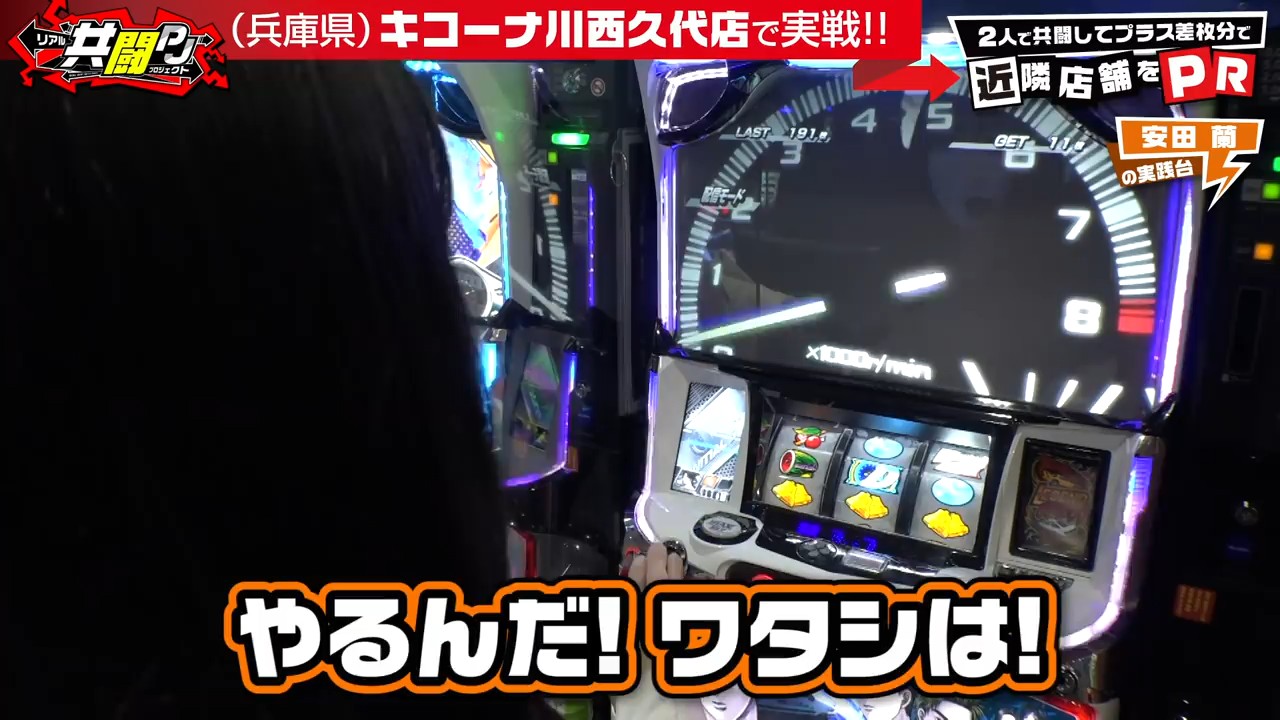 リアル共闘フリプロジェクト
(兵庫県)キコーナ川西久代店で実戦!!
2人で共闘してプラス差枚分で
近隣店舗をPR
安田 蘭
の実践台
LAST 191
GET 11
4
5
3
6
2
7
1
8
×1000r/min
やるんだ!ワタシは!